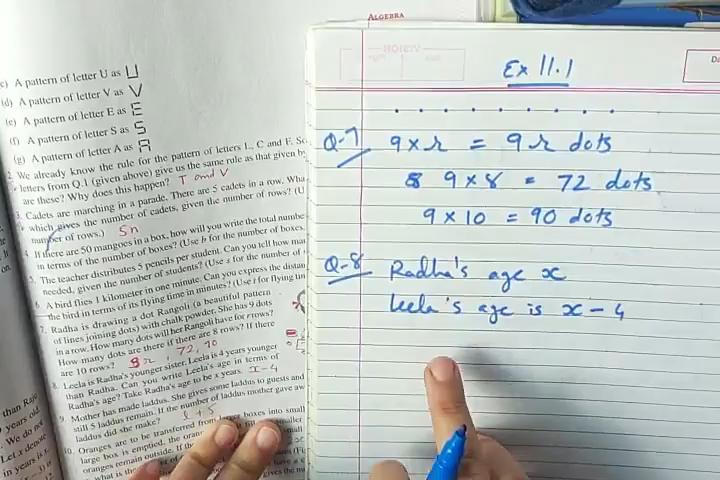 ALGEBRA
(c) A pattern of letter U as U
(d) A pattern of letter V as V
(e) A pattern of letter E as E
(f) A pattern of letter S as S
(g) A pattern of letter A as A
2. We already know the rule for the pattern of letters L, C and F. So
letters from Q.1 (given above) give us the same rule as that given by
are these? Why does this happen? T and V
3. Cadets are marching in a parade. There are 5 cadets in a row. Wha
which gives the number of cadets, given the number of rows? (U
number of rows.) 5n
4. If there are 50 mangoes in a box, how will you write the total numbe
in terms of the number of boxes? (Use b for the number of boxes.
5. The teacher distributes 5 pencils per student. Can you tell how man
needed, given the number of students? (Use s for the number of
6. A bird flies 1 kilometer in one minute. Can you express the distan
the bird in terms of its flying time in minutes? (Use t for flying tim
7. Radha is drawing a dot Rangoli (a beautiful pattern
of lines joining dots) with chalk powder. She has 9 dots
in a row. How many dots will her Rangoli have for r rows?
How many dots are there if there are 8 rows? If there
are 10 rows? 72, 90
8. Leela is Radha's younger sister. Leela is 4 years younger
than Radha. Can you write Leela's age in terms of
Radha's age? Take Radha's age to be x years. x-4
9. Mother has made laddus. She gives some laddus to guests and
still 5 laddus remain. If the number of laddus mother gave aw
laddus did she make? l+5
10. Oranges are to be transferred from larger boxes into small
large box is emptied, the oran
oranges remain outside. If the
what is the
than Raju
years old.
We do not
Let x denote
in years is
Ex 11.1
Q-7 9×r = 9r dots
8 9×8 = 72 dots
9×10 = 90 dots
Q-8 Radha's age x
Leela's age is x-4